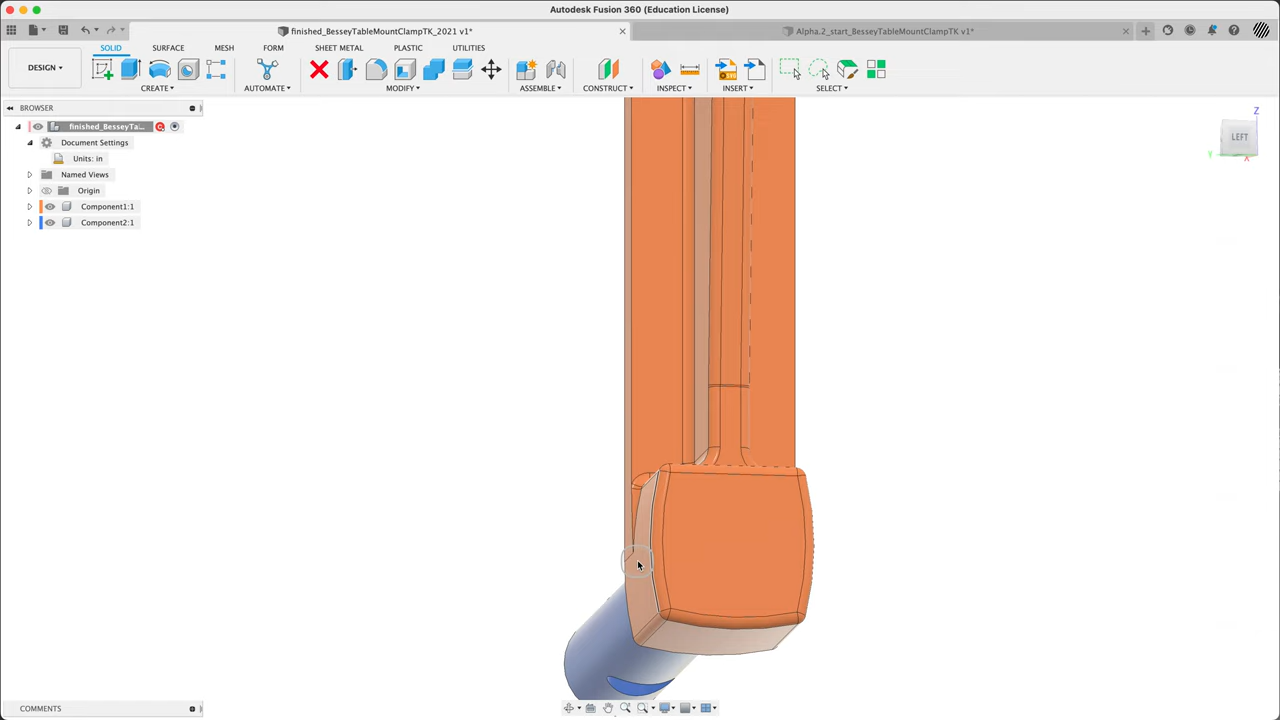 Autodesk Fusion 360 (Education License)
finished_BesseyTableMountClampTK_2021 v1*
Alpha.2_start_BesseyTableMountClampTK v1*
SOLID SURFACE MESH FORM SHEET METAL PLASTIC UTILITIES
DESIGN
CREATE AUTOMATE MODIFY ASSEMBLE CONSTRUCT INSPECT INSERT SELECT
BROWSER
finished_BesseyTa...
Document Settings
Units: in
Named Views
Origin
Component1:1
Component2:1
Z
LEFT
Y
X
COMMENTS